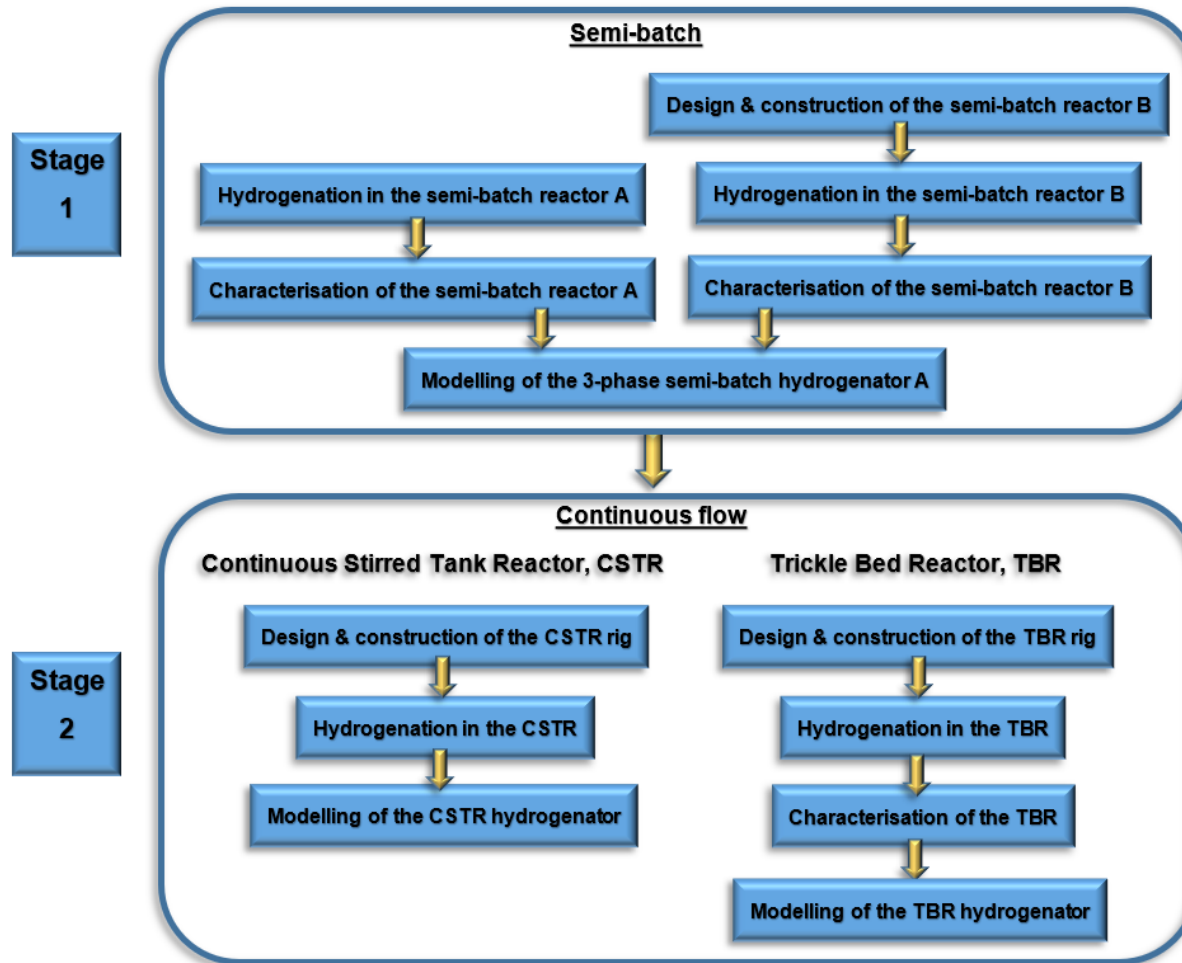 Semi-batch
Design & construction of the semi-batch reactor B
Stage
1
Hydrogenation in the semi-batch reactor A
Hydrogenation in the semi-batch reactor B
Characterisation of the semi-batch reactor A
Characterisation of the semi-batch reactor B
Modelling of the 3-phase semi-batch hydrogenator A
Continuous flow
Continuous Stirred Tank Reactor, CSTR
Trickle Bed Reactor, TBR
Design & construction of the CSTR rig
Design & construction of the TBR rig
Stage
2
Hydrogenation in the CSTR
Hydrogenation in the TBR
Modelling of the CSTR hydrogenator
Characterisation of the TBR
Modelling of the TBR hydrogenator